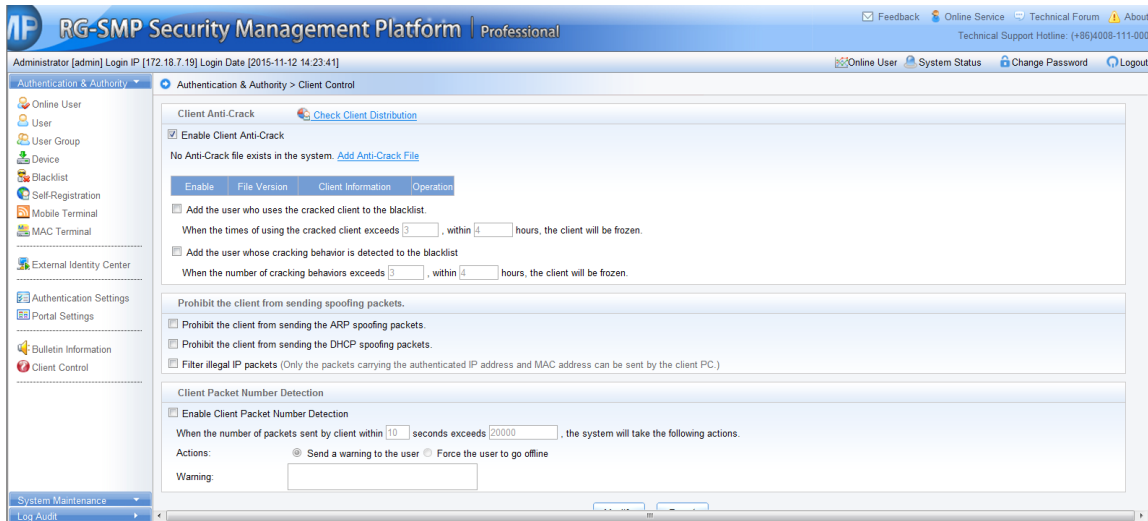 MP RG-SMP Security Management Platform | Professional
Feedback Online Service Technical Forum Abou
Technical Support Hotline: (+86)4008-111-000
Administrator [admin] Login IP [172.18.7.19] Login Date [2015-11-12 14:23:41]
Online User System Status Change Password Logout
Authentication & Authority
Online User
User
User Group
Device
Blacklist
Self-Registration
Mobile Terminal
MAC Terminal
External Identity Center
Authentication Settings
Portal Settings
Bulletin Information
Client Control
System Maintenance
Log Audit
Authentication & Authority > Client Control
Client Anti-Crack Check Client Distribution
Enable Client Anti-Crack
No Anti-Crack file exists in the system. Add Anti-Crack File
Enable File Version Client Information Operation
Add the user who uses the cracked client to the blacklist.
When the times of using the cracked client exceeds 3 , within 4 hours, the client will be frozen.
Add the user whose cracking behavior is detected to the blacklist
When the number of cracking behaviors exceeds 3 , within 4 hours, the client will be frozen.
Prohibit the client from sending spoofing packets.
Prohibit the client from sending the ARP spoofing packets.
Prohibit the client from sending the DHCP spoofing packets.
Filter illegal IP packets (Only the packets carrying the authenticated IP address and MAC address can be sent by the client PC.)
Client Packet Number Detection
Enable Client Packet Number Detection
When the number of packets sent by client within 10 seconds exceeds 20000 , the system will take the following actions.
Actions: Send a warning to the user Force the user to go offline
Warning: